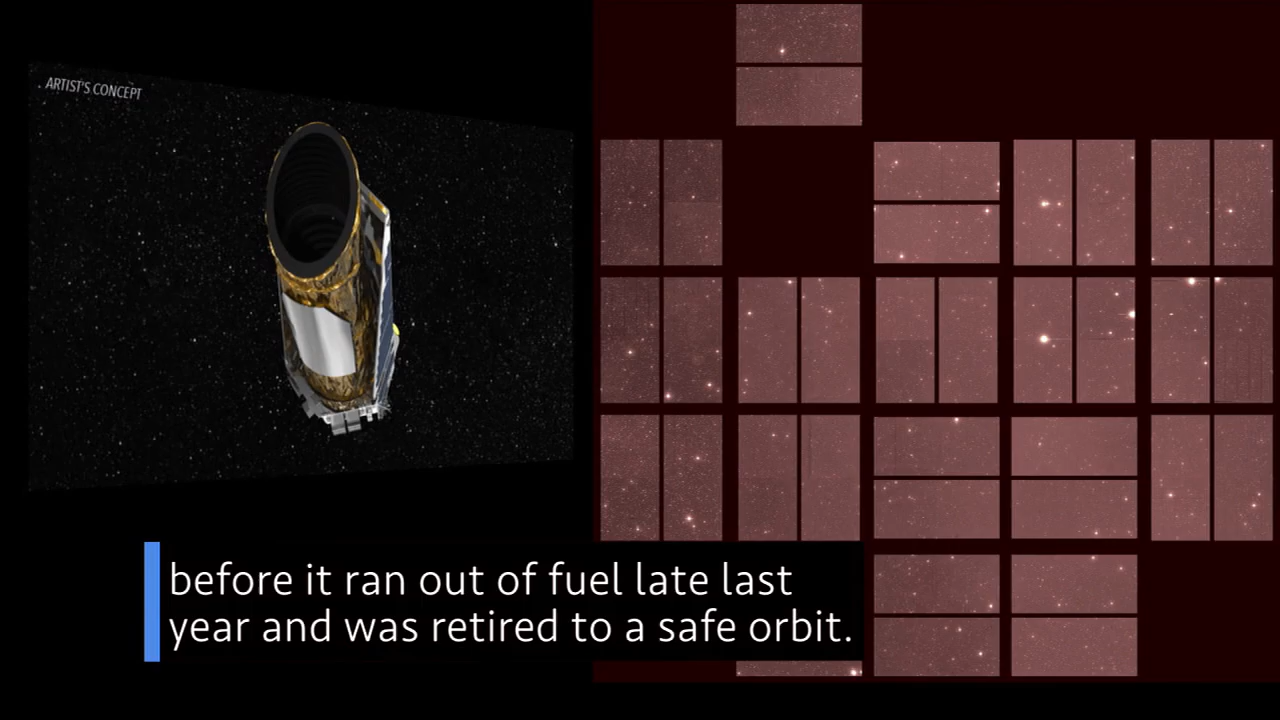 ARTIST'S CONCEPT
before it ran out of fuel late last
year and was retired to a safe orbit.